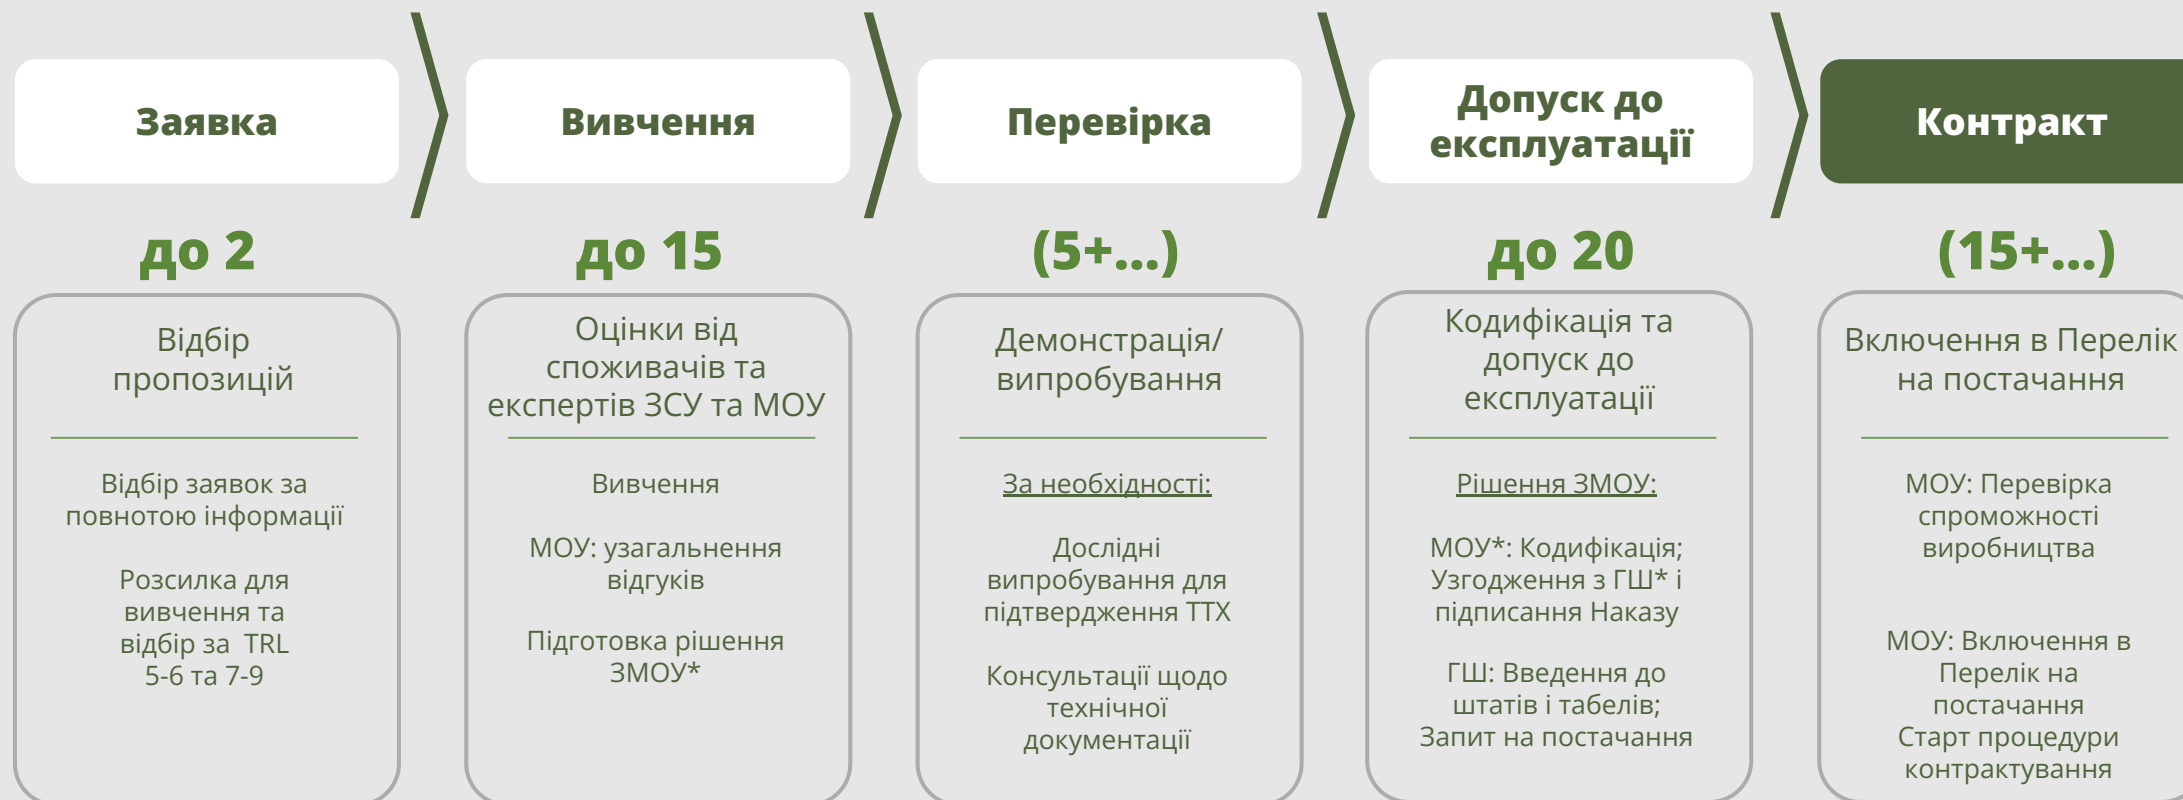 Заявка
до 2
Відбір
пропозицій
Відбір заявок за
повнотою інформації
Розсилка для
вивчення та
відбір за TRL
5-6 та 7-9
Вивчення
до 15
Оцінки від
споживачів та
експертів ЗСУ та МОУ
Вивчення
МОУ: узагальнення
відгуків
Підготовка рішення
ЗМОУ*
Перевірка
(5+...)
Демонстрація/
випробування
За необхідності:
Дослідні
випробування для
підтвердження ТТХ
Консультації щодо
технічної
документації
Допуск до
експлуатації
до 20
Кодифікація та
допуск до
експлуатації
Рішення ЗМОУ:
МОУ*: Кодифікація;
Узгодження з ГШ* і
підписання Наказу
ГШ: Введення до
штатів і табелів;
Запит на постачання
Контракт
(15+...)
Включення в Перелік
на постачання
МОУ: Перевірка
спроможності
виробництва
МОУ: Включення в
Перелік на
постачання
Старт процедури
контрактування